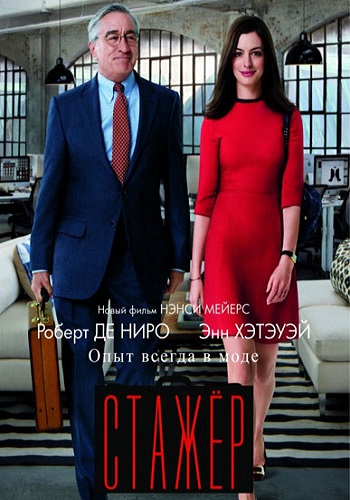 Новый фильм НЭНСИ МЕЙЕРС
Роберт ДЕ НИРО Энн ХЭТЭУЭЙ
Опыт всегда в моде
СТАЖЁР